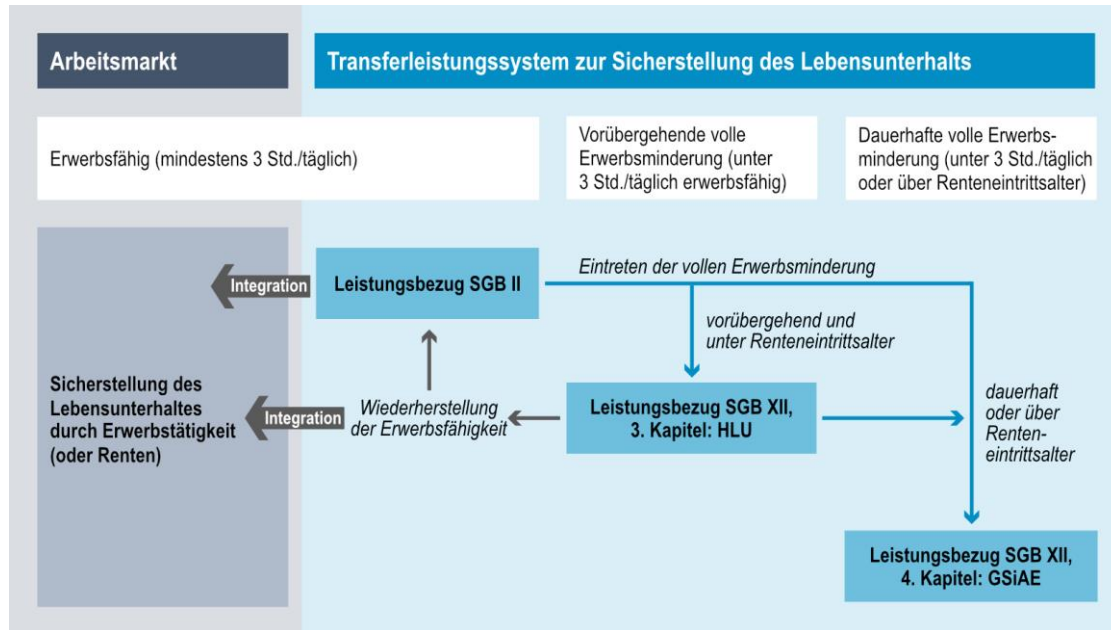 Arbeitsmarkt
Transferleistungssystem zur Sicherstellung des Lebensunterhalts
Erwerbsfähig (mindestens 3 Std./täglich)
Vorübergehende volle
Erwerbsminderung (unter
3 Std./täglich erwerbsfähig)
Dauerhafte volle Erwerbs-
minderung (unter 3 Std./täglich
oder über Renteneintrittsalter)
Integration
Leistungsbezug SGB II
Eintreten der vollen Erwerbsminderung
vorübergehend und
unter Renteneintrittsalter
Sicherstellung des
Lebensunterhaltes
durch Erwerbstätigkeit
(oder Renten)
Integration
Wiederherstellung
der Erwerbsfähigkeit
Leistungsbezug SGB XII,
3. Kapitel: HLU
dauerhaft
oder über
Renten-
eintrittsalter
Leistungsbezug SGB XII,
4. Kapitel: GSiAE